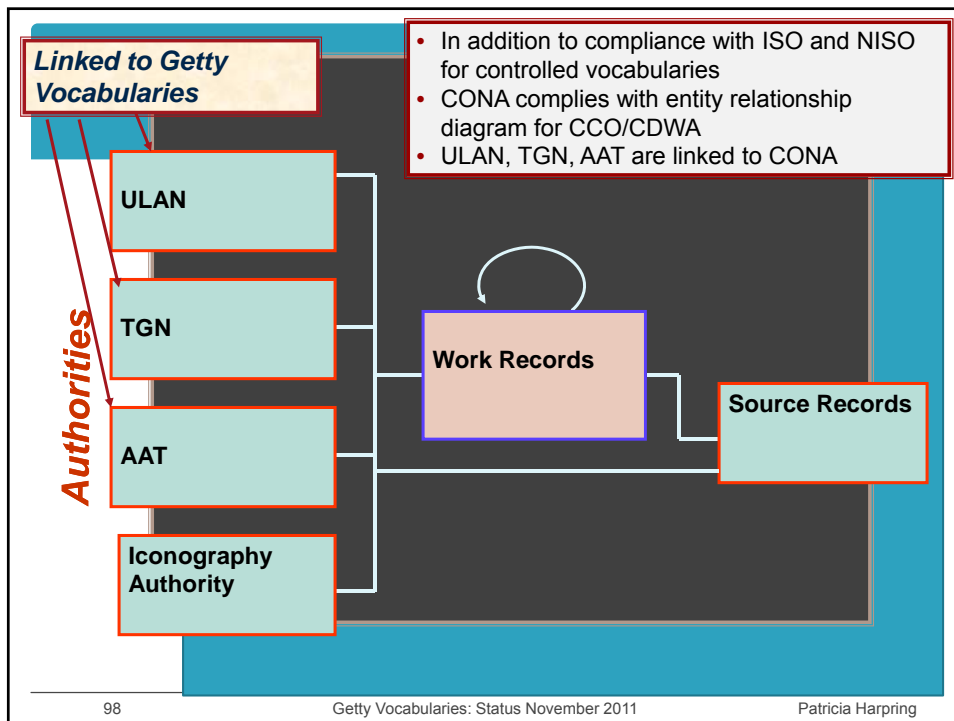 Linked to Getty
Vocabularies
• In addition to compliance with ISO and NISO
for controlled vocabularies
• CONA complies with entity relationship
diagram for CCO/CDWA
• ULAN, TGN, AAT are linked to CONA
Authorities
ULAN
TGN
AAT
Iconography
Authority
Work Records
Source Records
98 Getty Vocabularies: Status November 2011 Patricia Harpring